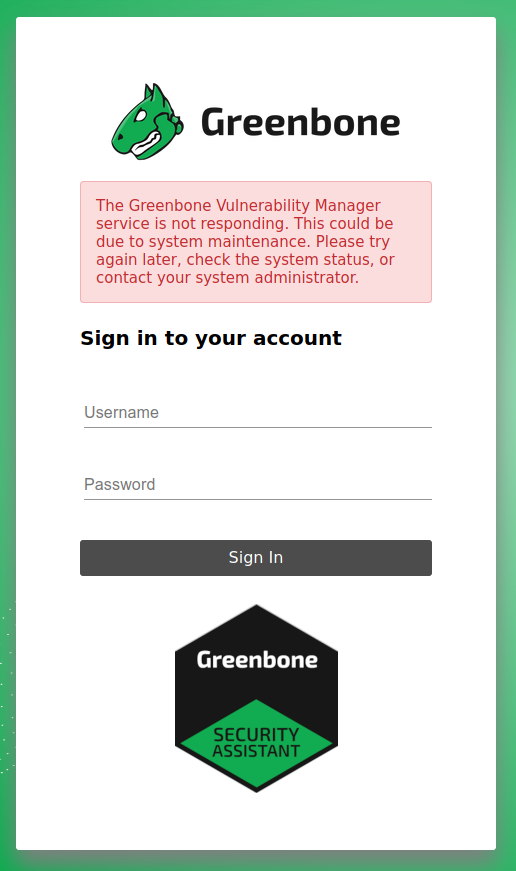 Greenbone
The Greenbone Vulnerability Manager
service is not responding. This could be
due to system maintenance. Please try
again later, check the system status, or
contact your system administrator.
Sign in to your account
Username
Password
Sign In
Greenbone
SECURITY
ASSISTANT